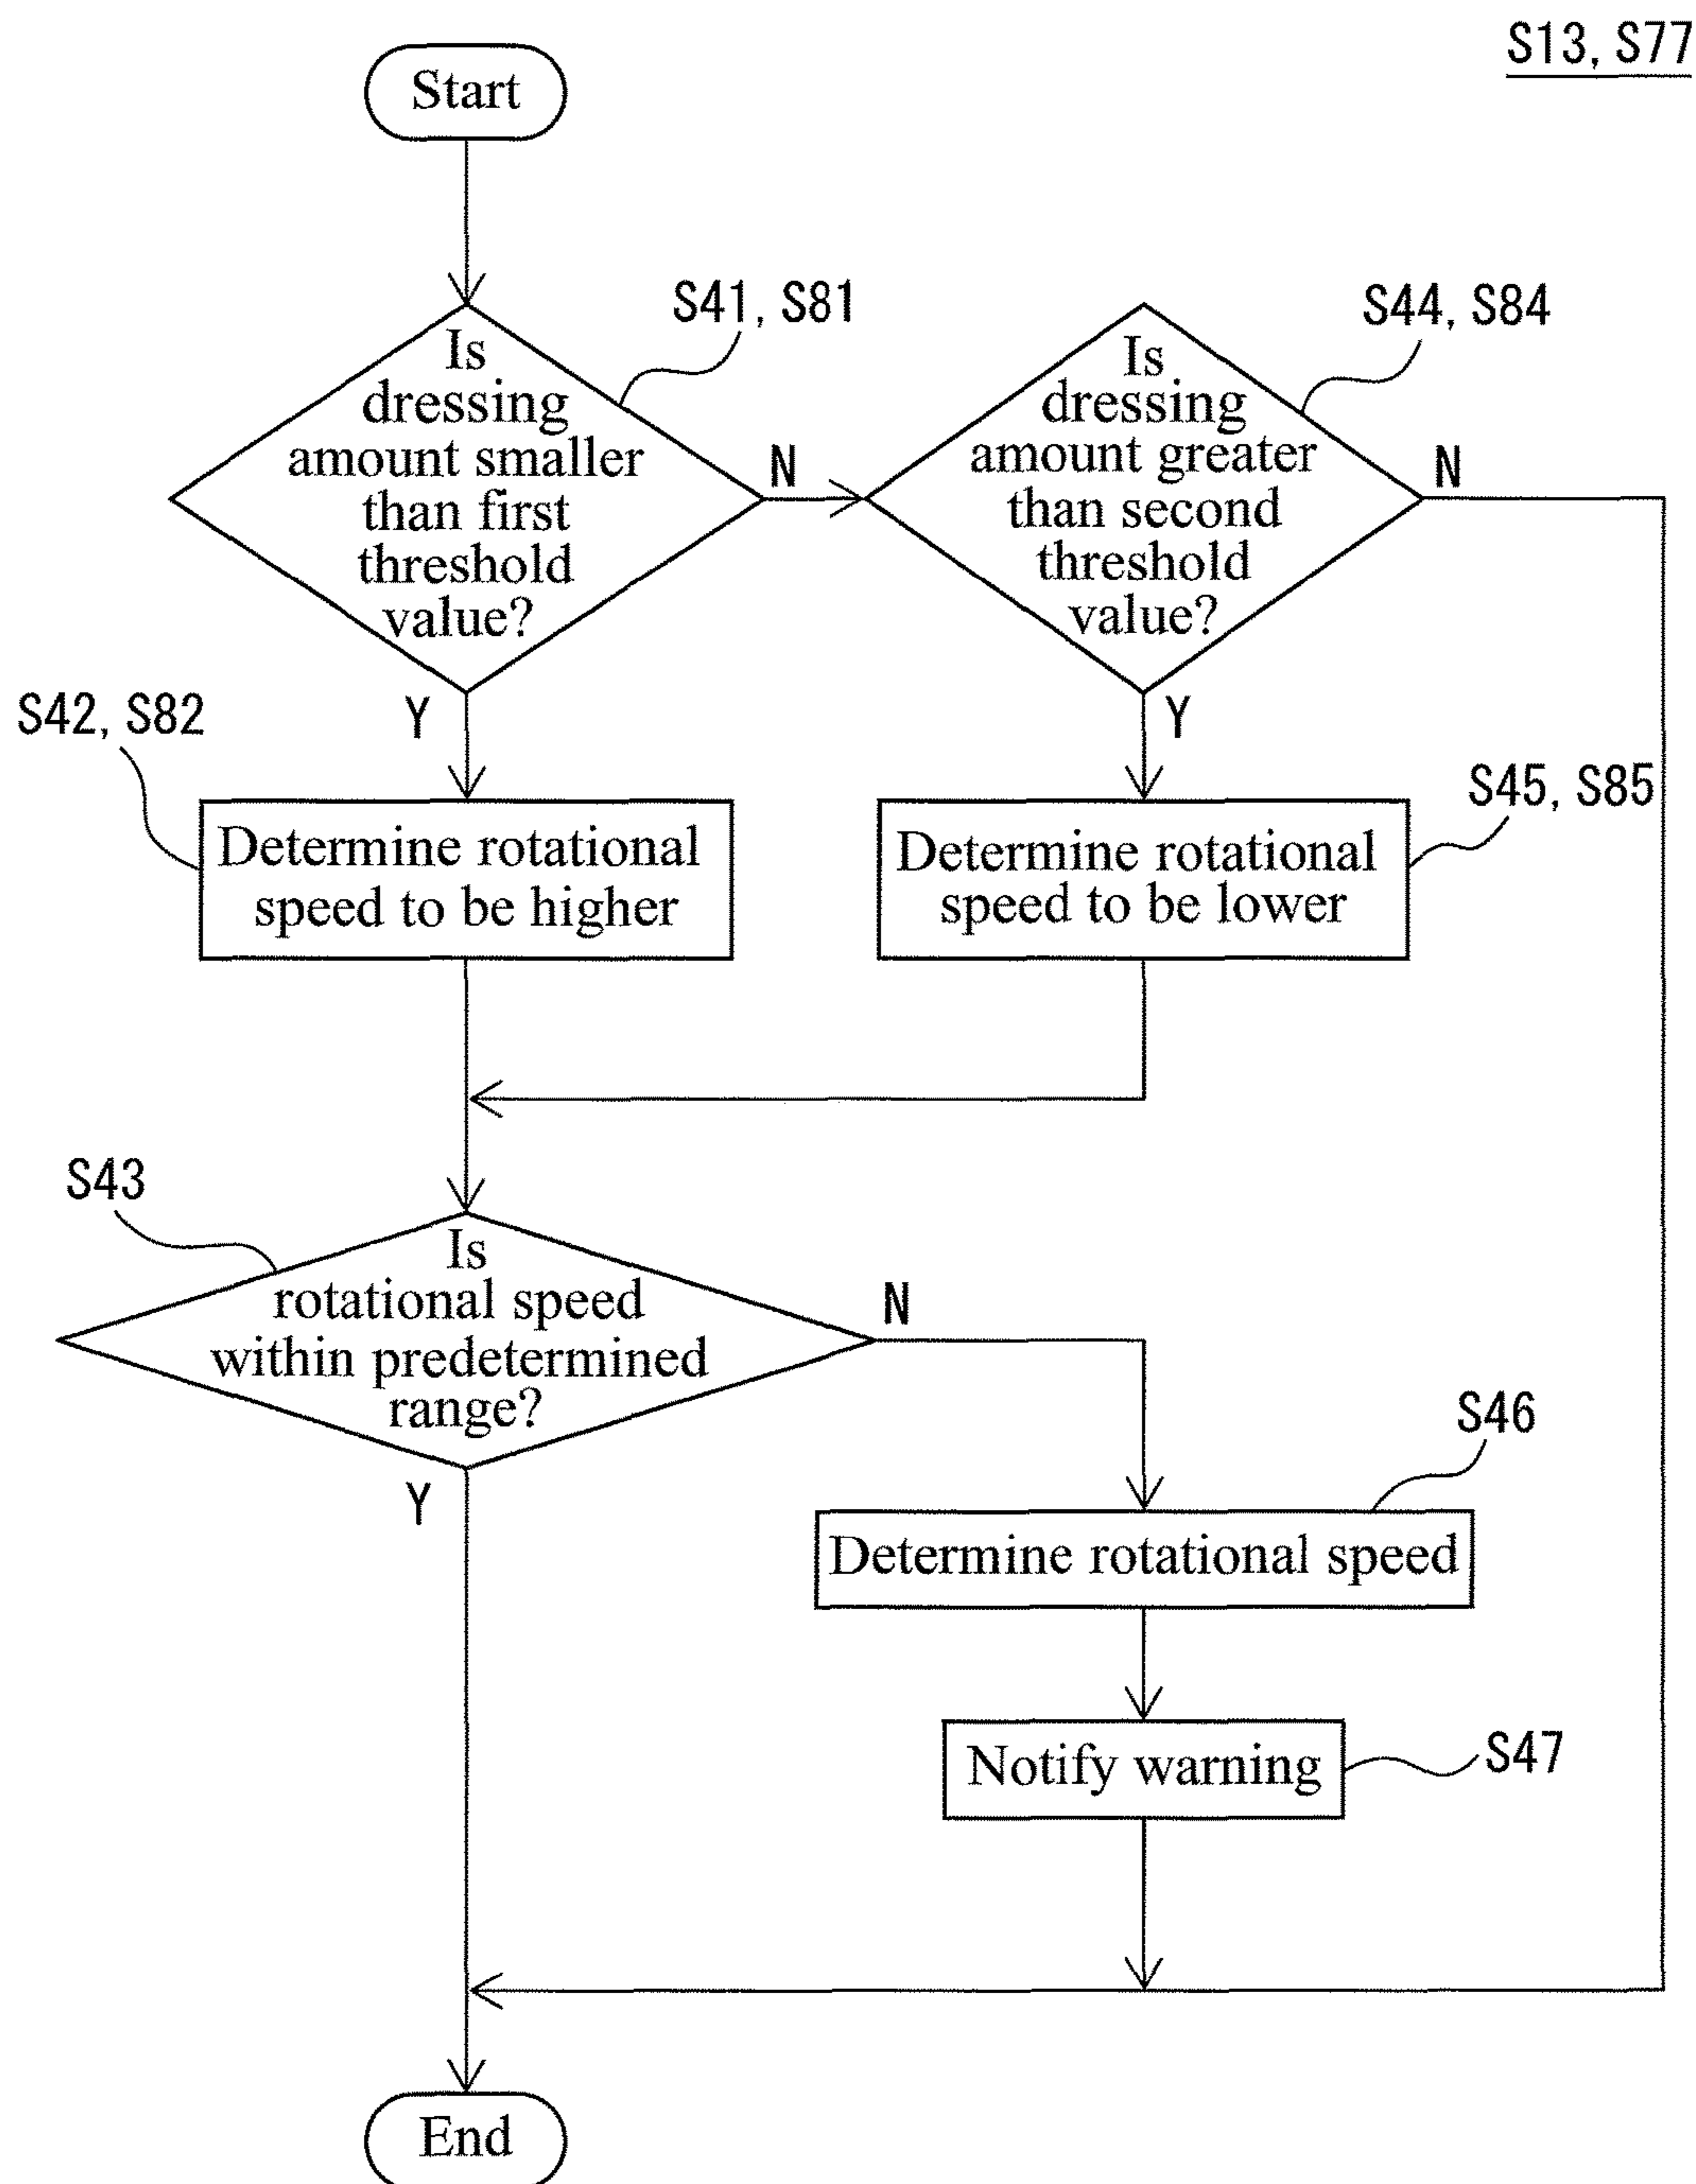 S13, S77
Start
S41, S81
Is
dressing
amount smaller
than first
threshold
value?
N
Y
S44, S84
Is
dressing
amount greater
than second
threshold
value?
N
Y
S42, S82
Determine rotational
speed to be higher
S45, S85
Determine rotational
speed to be lower
S43
Is
rotational speed
within predetermined
range?
N
Y
S46
Determine rotational speed
Notify warning
S47
End